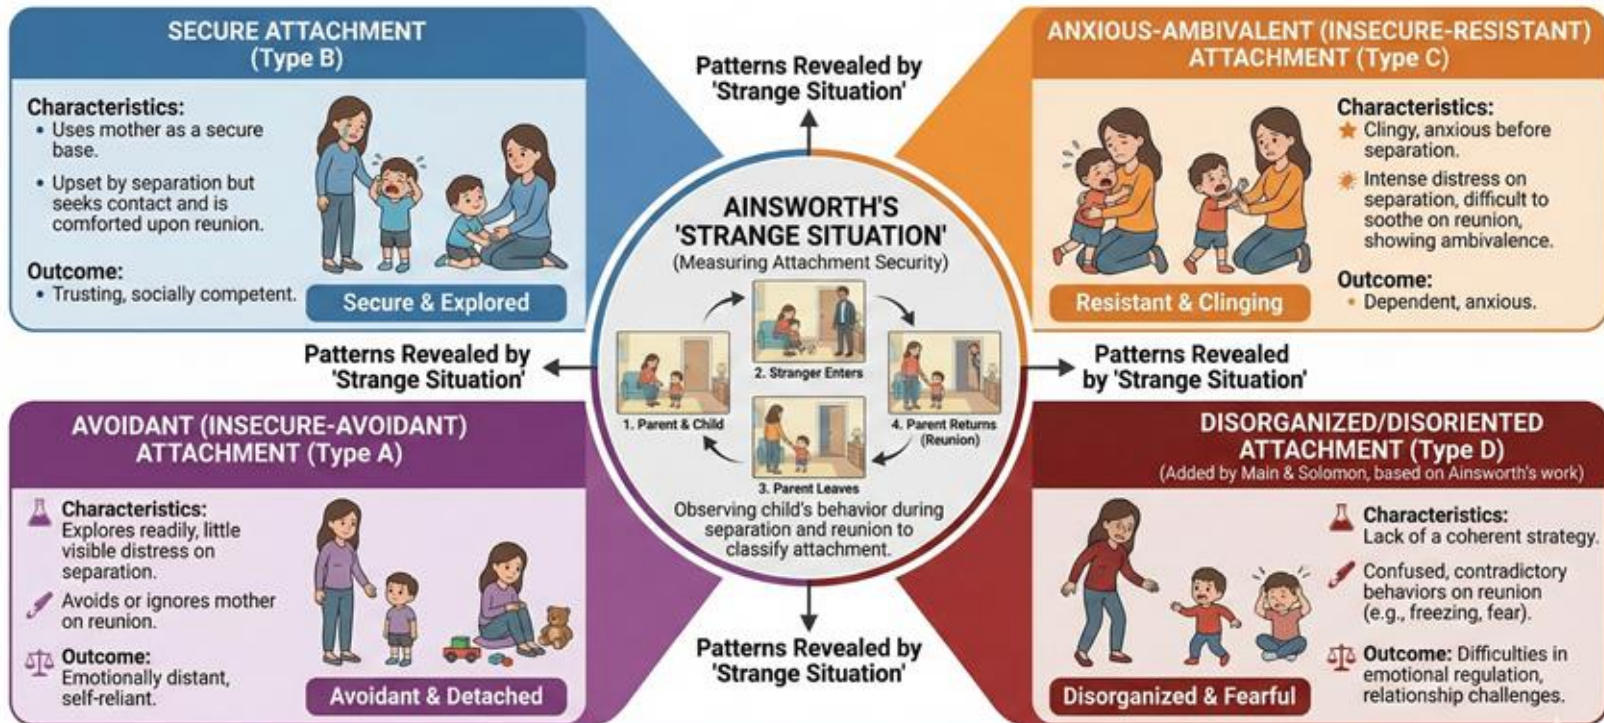 SECURE ATTACHMENT
(Type B)
Characteristics:
• Uses mother as a secure
base.
• Upset by separation but
seeks contact and is
comforted upon reunion.
Outcome:
• Trusting, socially competent.
Secure & Explored
Patterns Revealed by
'Strange Situation'
ANXIOUS-AMBIVALENT (INSECURE-RESISTANT)
ATTACHMENT (Type C)
Characteristics:
Clingy, anxious before
separation.
Intense distress on
separation, difficult to
soothe on reunion,
showing ambivalence.
Outcome:
• Dependent, anxious.
Resistant & Clinging
AINSWORTH'S
'STRANGE SITUATION'
(Measuring Attachment Security)
1. Parent & Child
2. Stranger Enters
4. Parent Returns
(Reunion)
3. Parent Leaves
Observing child's behavior during
separation and reunion to
classify attachment.
Patterns Revealed by
'Strange Situation'
Patterns Revealed
by 'Strange Situation'
AVOIDANT (INSECURE-AVOIDANT)
ATTACHMENT (Type A)
Characteristics:
Explores readily, little
visible distress on
separation.
Avoids or ignores mother
on reunion.
Outcome:
Emotionally distant,
self-reliant.
Avoidant & Detached
Patterns Revealed by
'Strange Situation'
DISORGANIZED/DISORIENTED
ATTACHMENT (Type D)
(Added by Main & Solomon, based on Ainsworth's work)
Characteristics:
Lack of a coherent strategy.
Confused, contradictory
behaviors on reunion
(e.g., freezing, fear).
Outcome: Difficulties in
emotional regulation,
relationship challenges.
Disorganized & Fearful